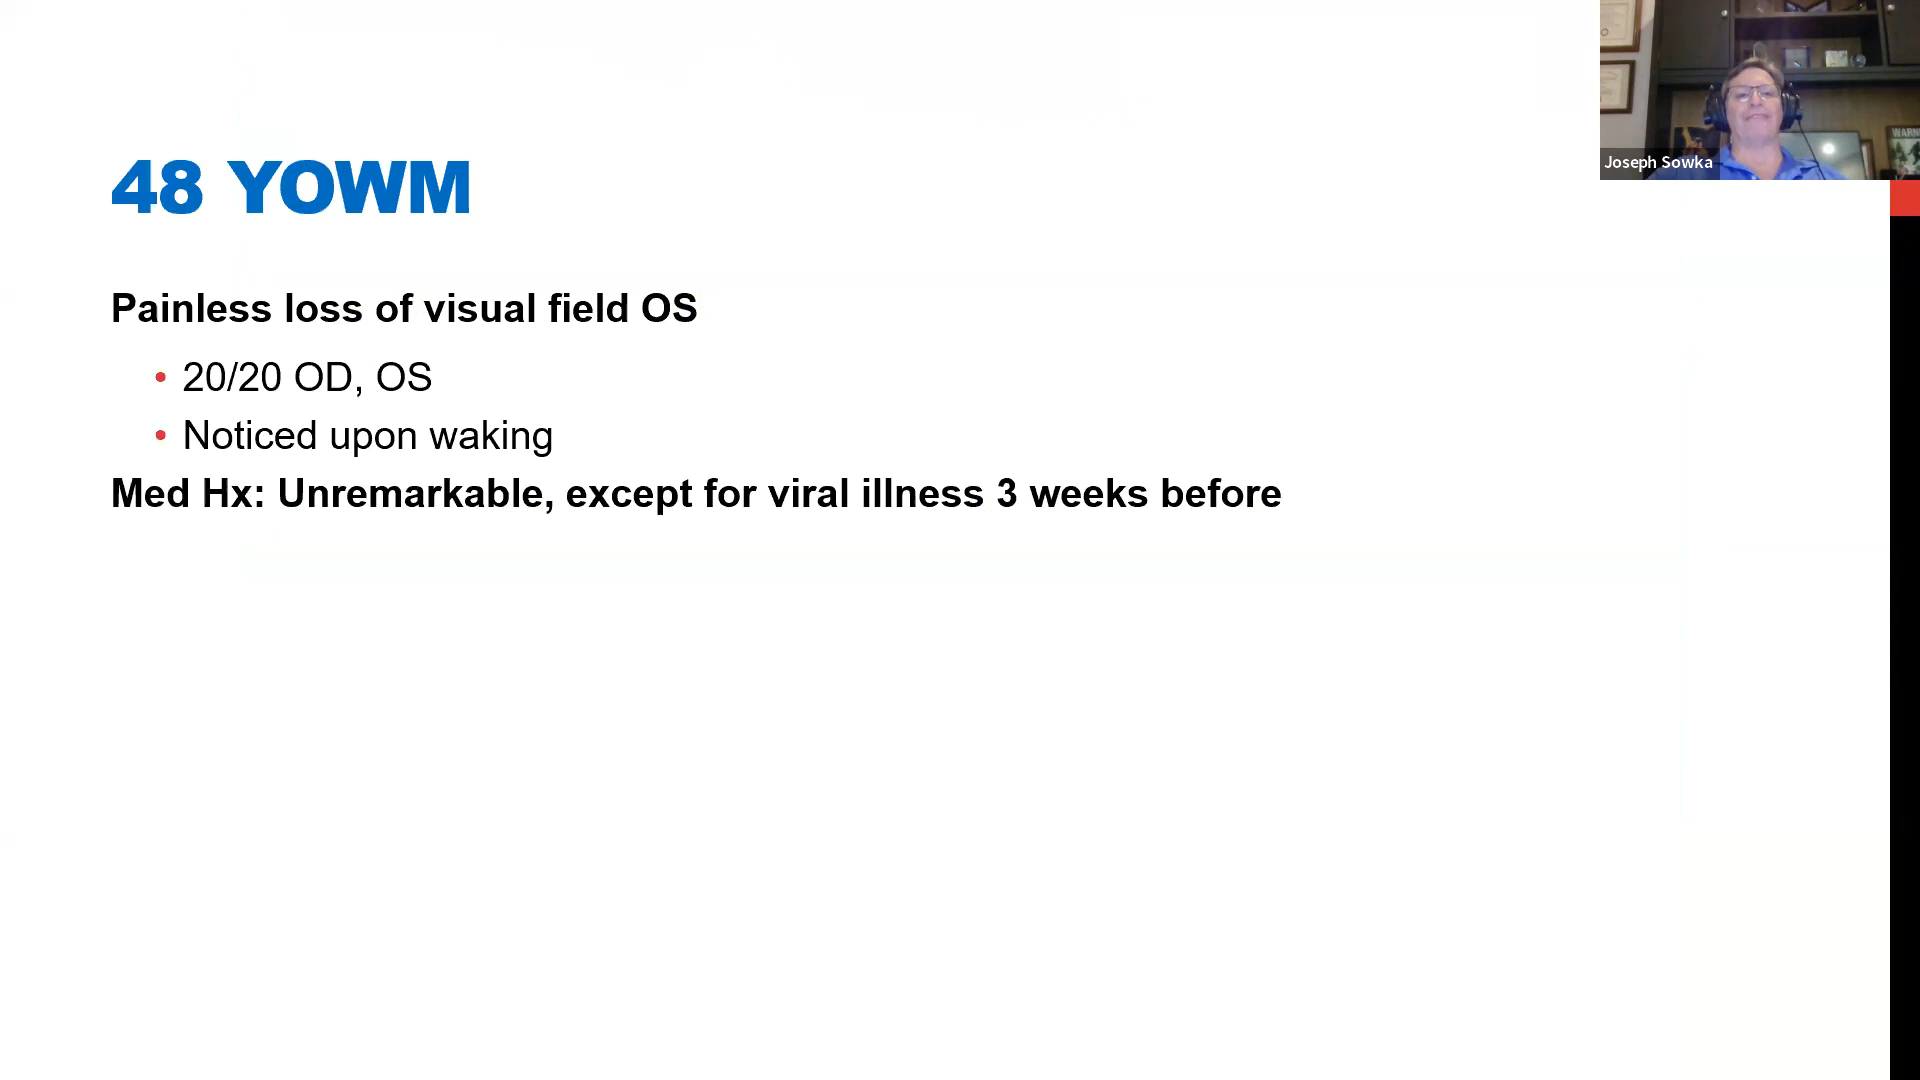 48 YOWM
Painless loss of visual field OS
• 20/20 OD, OS
• Noticed upon waking
Med Hx: Unremarkable, except for viral illness 3 weeks before
Joseph Sowka
WARN